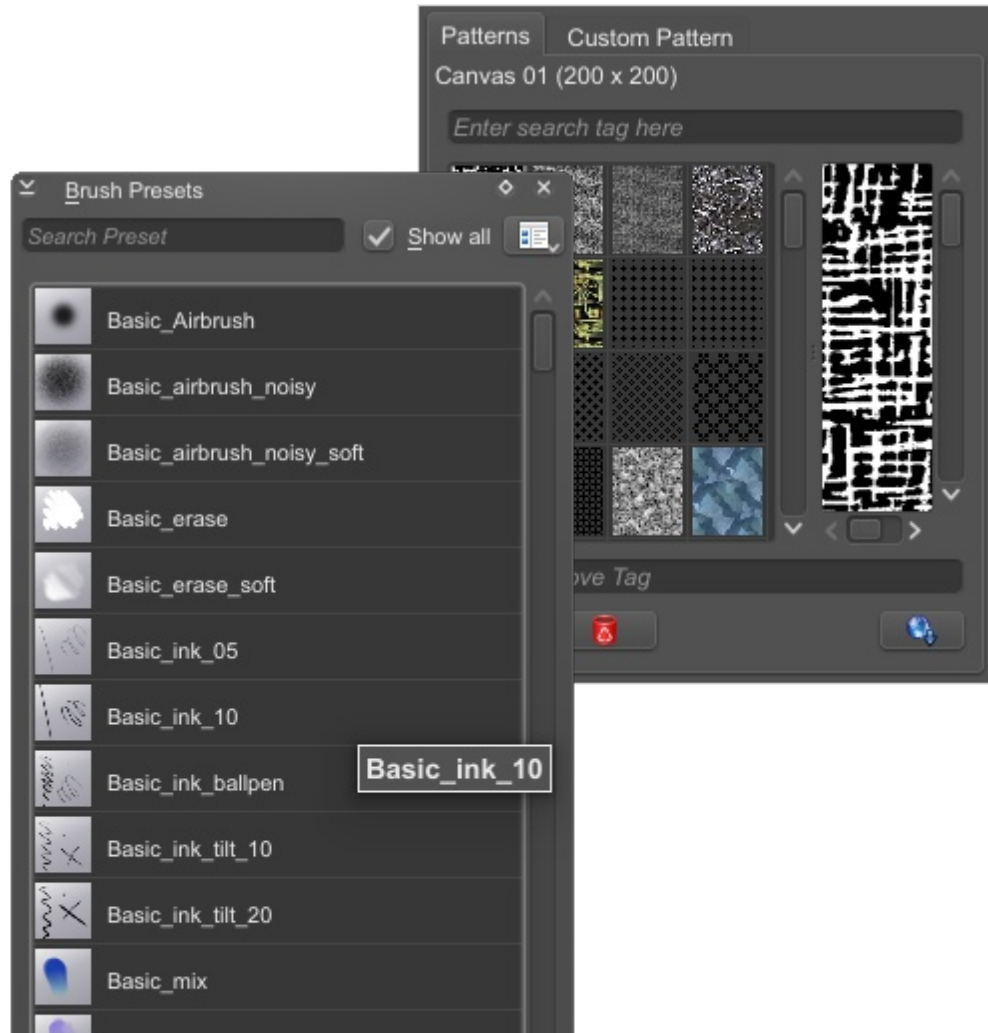 Patterns
Custom Pattern
Canvas 01 (200 x 200)
Enter search tag here
Brush Presets
Search Preset
Show all
Basic_Airbrush
Basic_airbrush_noisy
Basic_airbrush_noisy_soft
Basic_erase
Basic_erase_soft
Basic_ink_05
Basic_ink_10
Basic_ink_10
Basic_ink_ballpen
Basic_ink_tilt_10
Basic_ink_tilt_20
Basic_mix
Tag